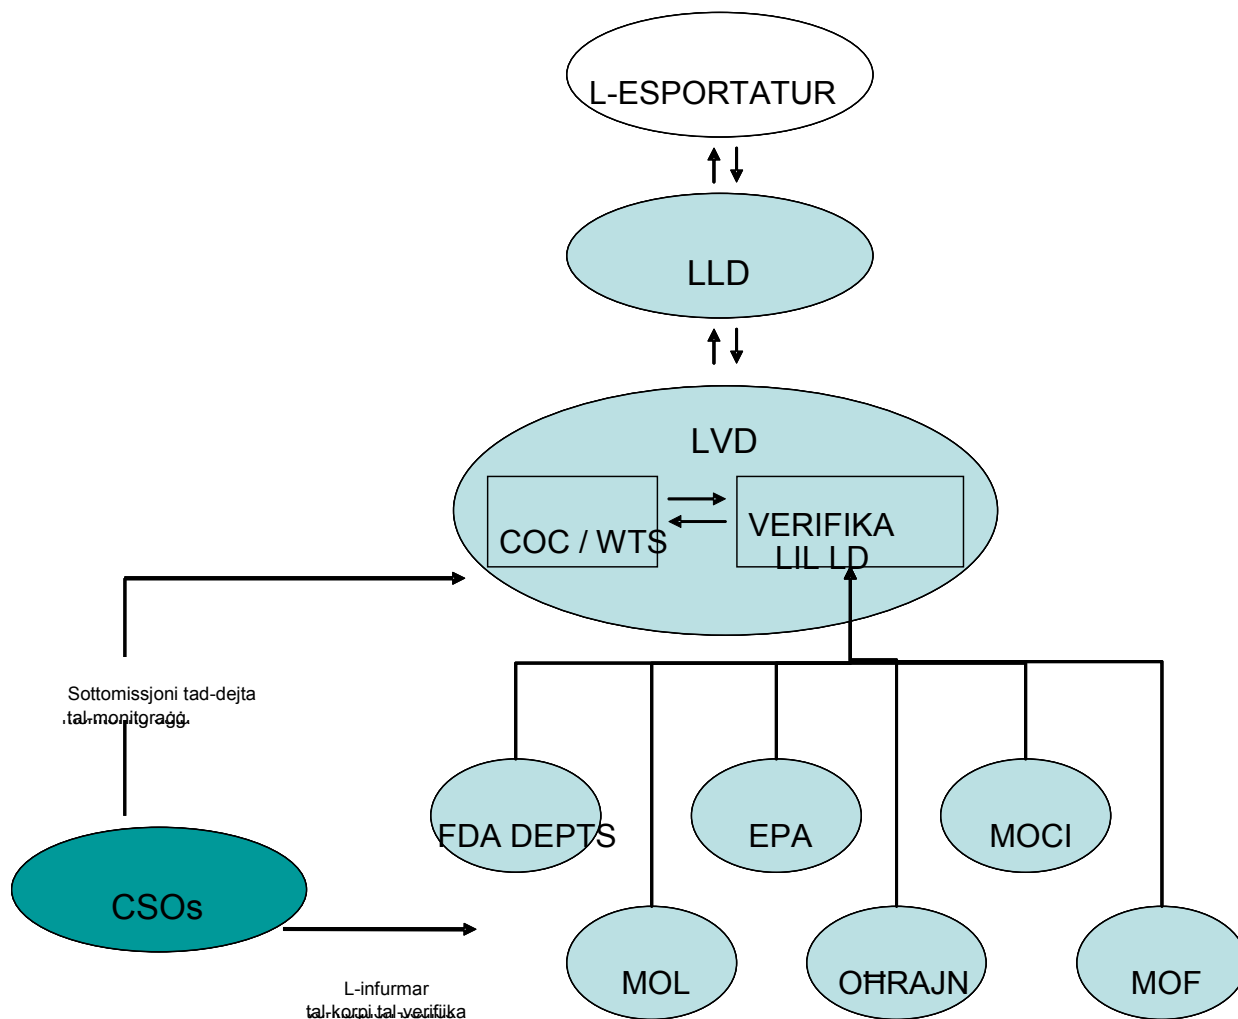 L-ESPORTATUR
LLD
LVD
COC / WTS
VERIFIKA
LIL LD
Sottomissjoni tad-dejta
tal-monitoraġġ
FDA DEPTS
EPA
MOCI
CSOs
MOL
OĦRAJN
MOF
L-infurmar
tal-korpi tal-verifika